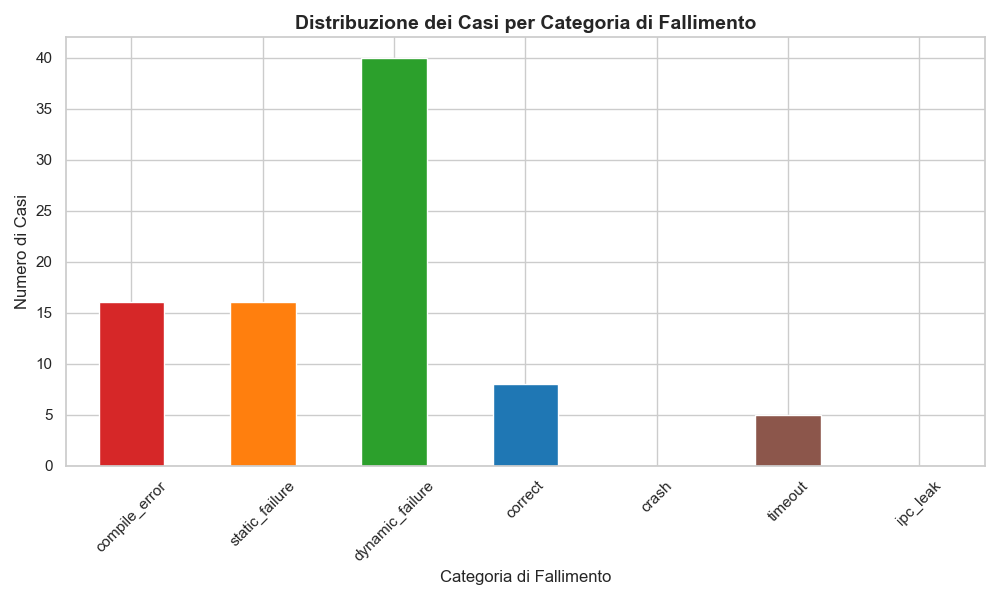 Distribuzione dei Casi per Categoria di Fallimento
Numero di Casi
40
35
30
25
20
15
10
5
0
compile_error
static_failure
dynamic_failure
correct
crash
timeout
ipc_leak
Categoria di Fallimento